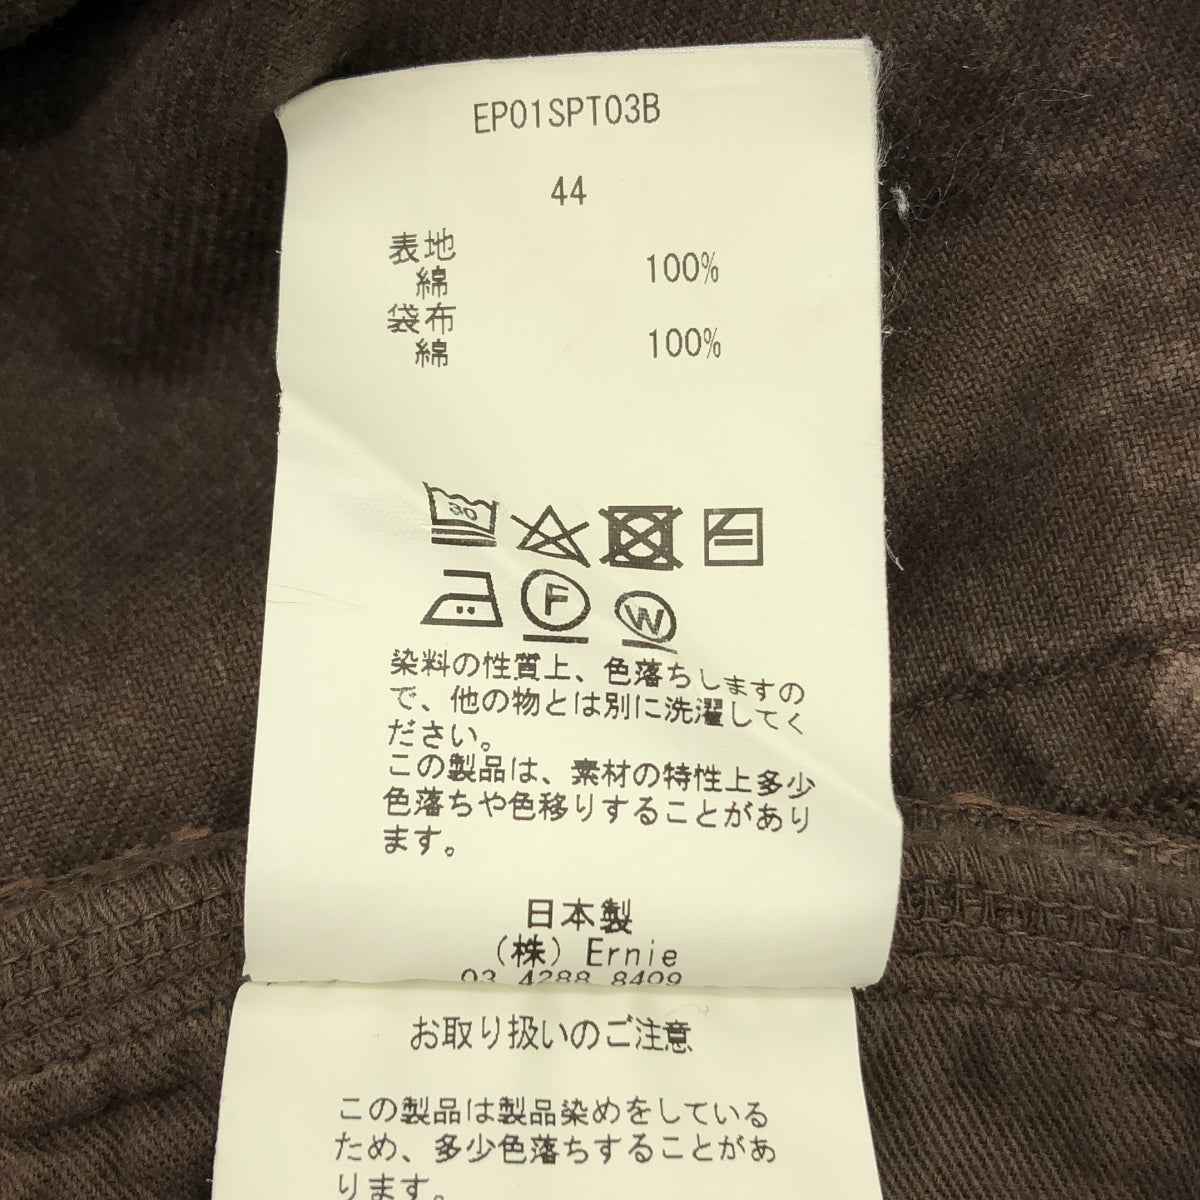 EP01SPT03B
44
表地
綿 100%
袋布
綿 100%
30
F W
染料の性質上、色落ちしますの
で、他の物とは別に洗濯してく
ださい。
この製品は、素材の特性上多少
色落ちや色移りすることがあり
ます。
日本製
(株) Ernie
03 4288 8409
お取り扱いのご注意
この製品は製品染めをしている
ため、多少色落ちすることがあ
ります。